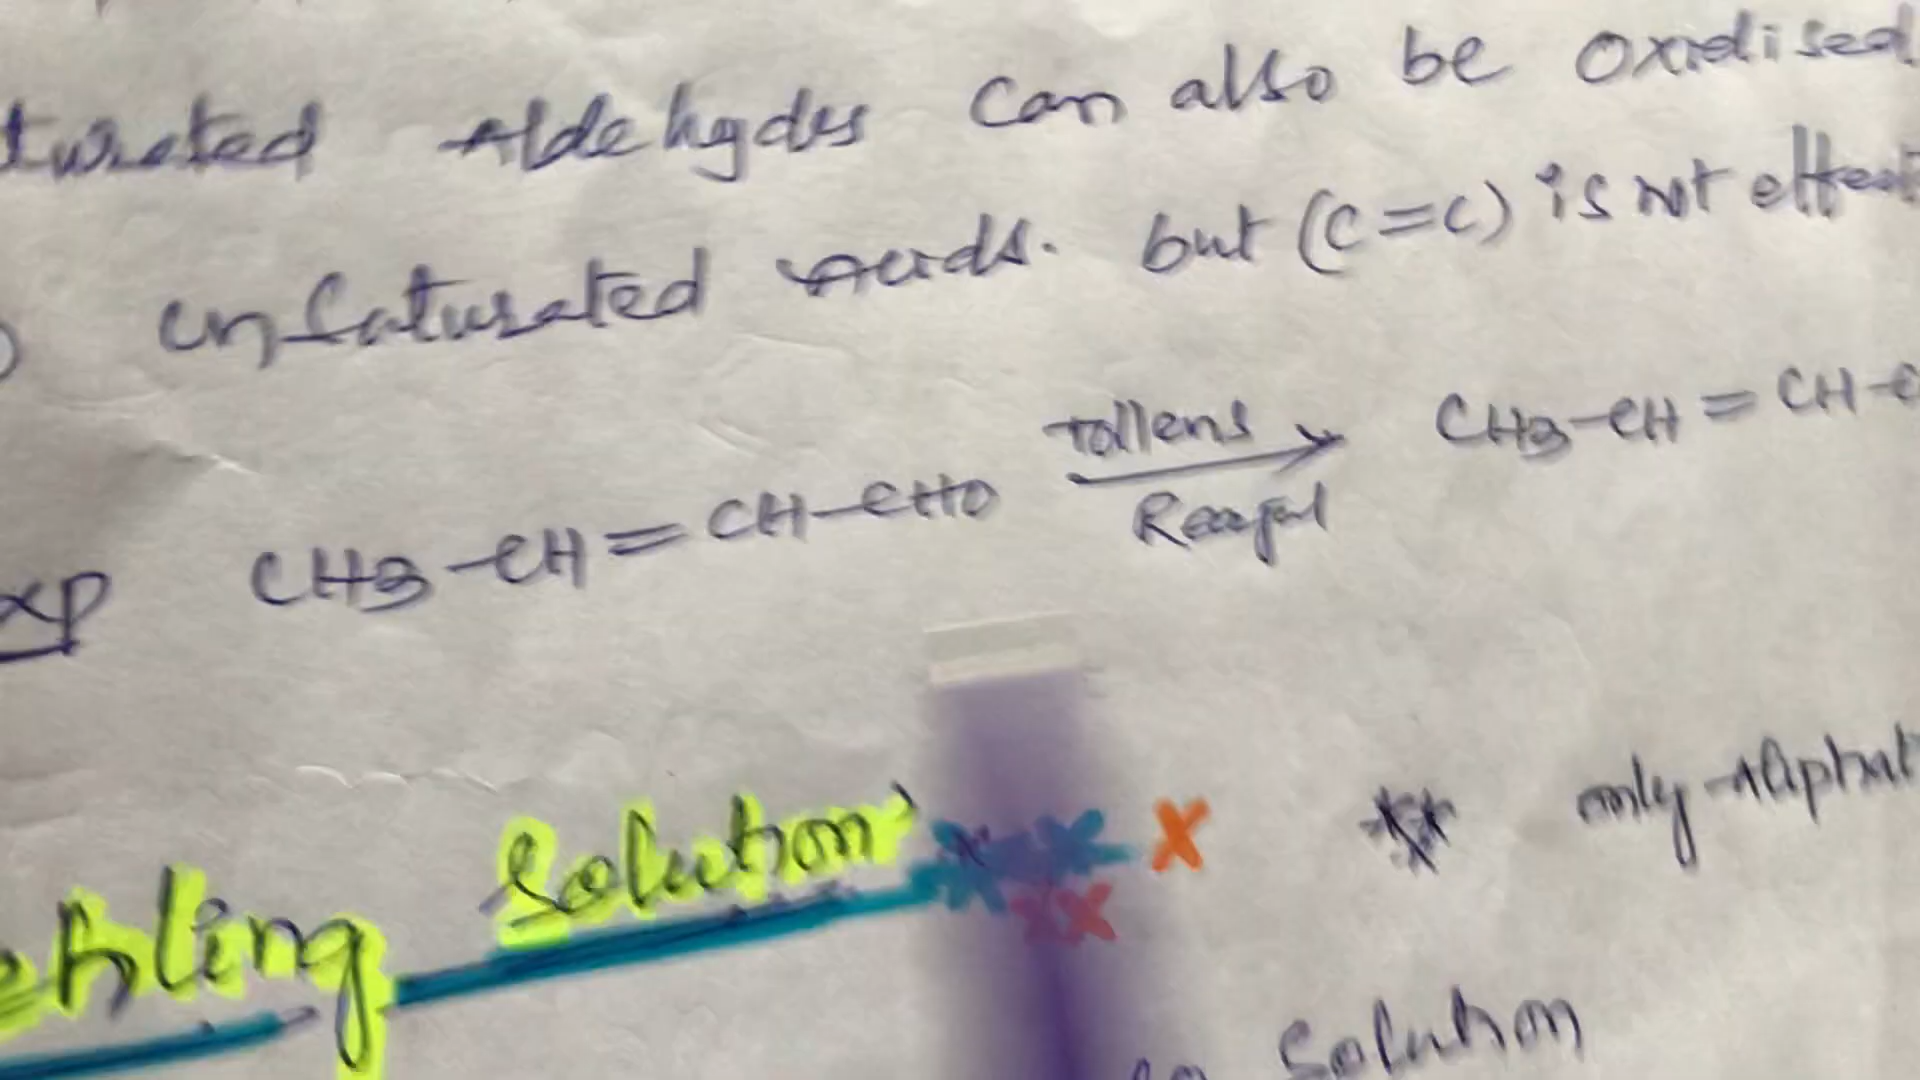 turated Aldehydes can also be oxidised
unsaturated Acids. but (C=C) is not effect
tollens
CH3-CH=CH-CHO → CH3-CH=CH-C
Reagent
Exp
ehling Solution
** only Aliphat
Solution